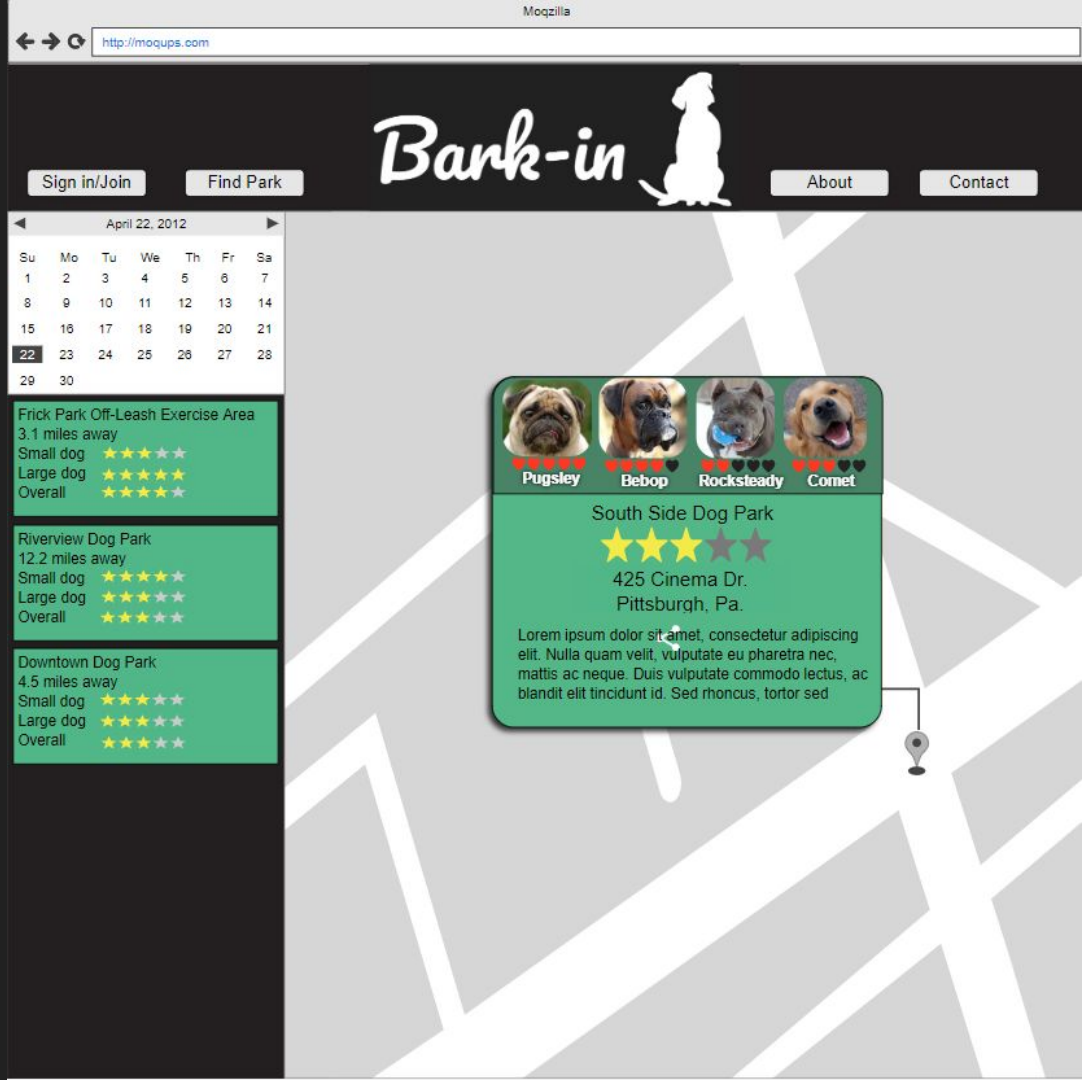 Moqzilla
http://moqups.com
Bark-in
Sign in/Join
Find Park
About
Contact
April 22, 2012
Su Mo Tu We Th Fr Sa
1 2 3 4 5 6 7
8 9 10 11 12 13 14
15 16 17 18 19 20 21
22 23 24 25 26 27 28
29 30
Frick Park Off-Leash Exercise Area
3.1 miles away
Small dog
Large dog
Overall
Riverview Dog Park
12.2 miles away
Small dog
Large dog
Overall
Downtown Dog Park
4.5 miles away
Small dog
Large dog
Overall
Pugsley Bebop Rocksteady Comet
South Side Dog Park
425 Cinema Dr.
Pittsburgh, Pa.
Lorem ipsum dolor sit amet, consectetur adipiscing
elit. Nulla quam velit, vulputate eu pharetra nec,
mattis ac neque. Duis vulputate commodo lectus, ac
blandit elit tincidunt id. Sed rhoncus, tortor sed